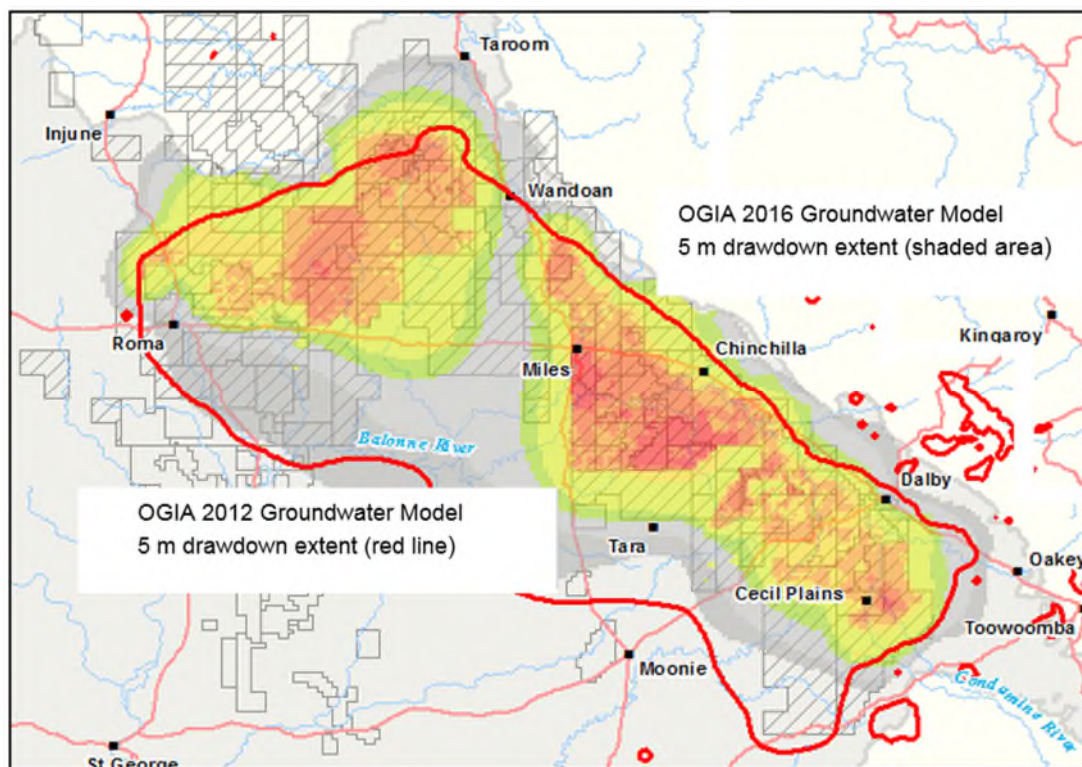 Taroom
Injune
Wandoan
OGIA 2016 Groundwater Model
5 m drawdown extent (shaded area)
Roma
Kingaroy
Chinchilla
Miles
Balonne River
Dalby
OGIA 2012 Groundwater Model
5 m drawdown extent (red line)
Tara
Oakey
Cecil Plains
Toowoomba
Moonie
Condamine River
St George